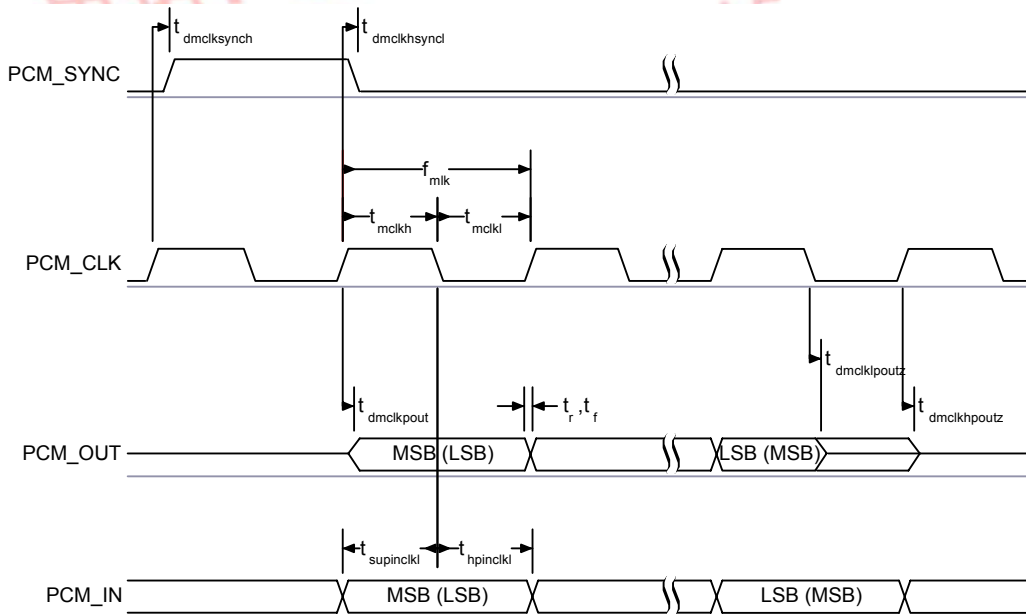 t dmclksynch
t dmclkhsyncl
PCM_SYNC
f mlk
t mclkh
t mclkl
PCM_CLK
t dmclklpoutz
t dmclkpout
t r ,t f
t dmclkhpoutz
PCM_OUT
MSB (LSB)
LSB (MSB)
t supinclkl
t hpinclkl
PCM_IN
MSB (LSB)
LSB (MSB)